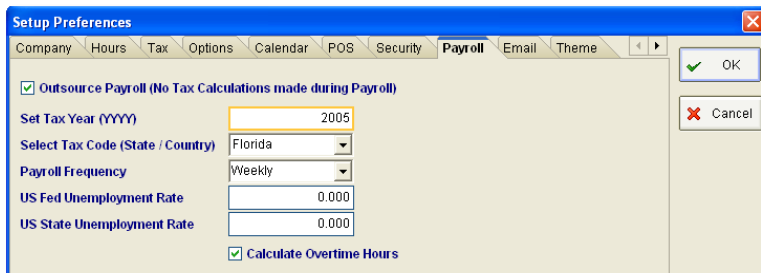 Setup Preferences
Company Hours Tax Options Calendar POS Security Payroll Email Theme
OK
Outsource Payroll (No Tax Calculations made during Payroll)
Cancel
Set Tax Year (YYYY) 2005
Select Tax Code (State / Country) Florida
Payroll Frequency Weekly
US Fed Unemployment Rate 0.000
US State Unemployment Rate 0.000
Calculate Overtime Hours